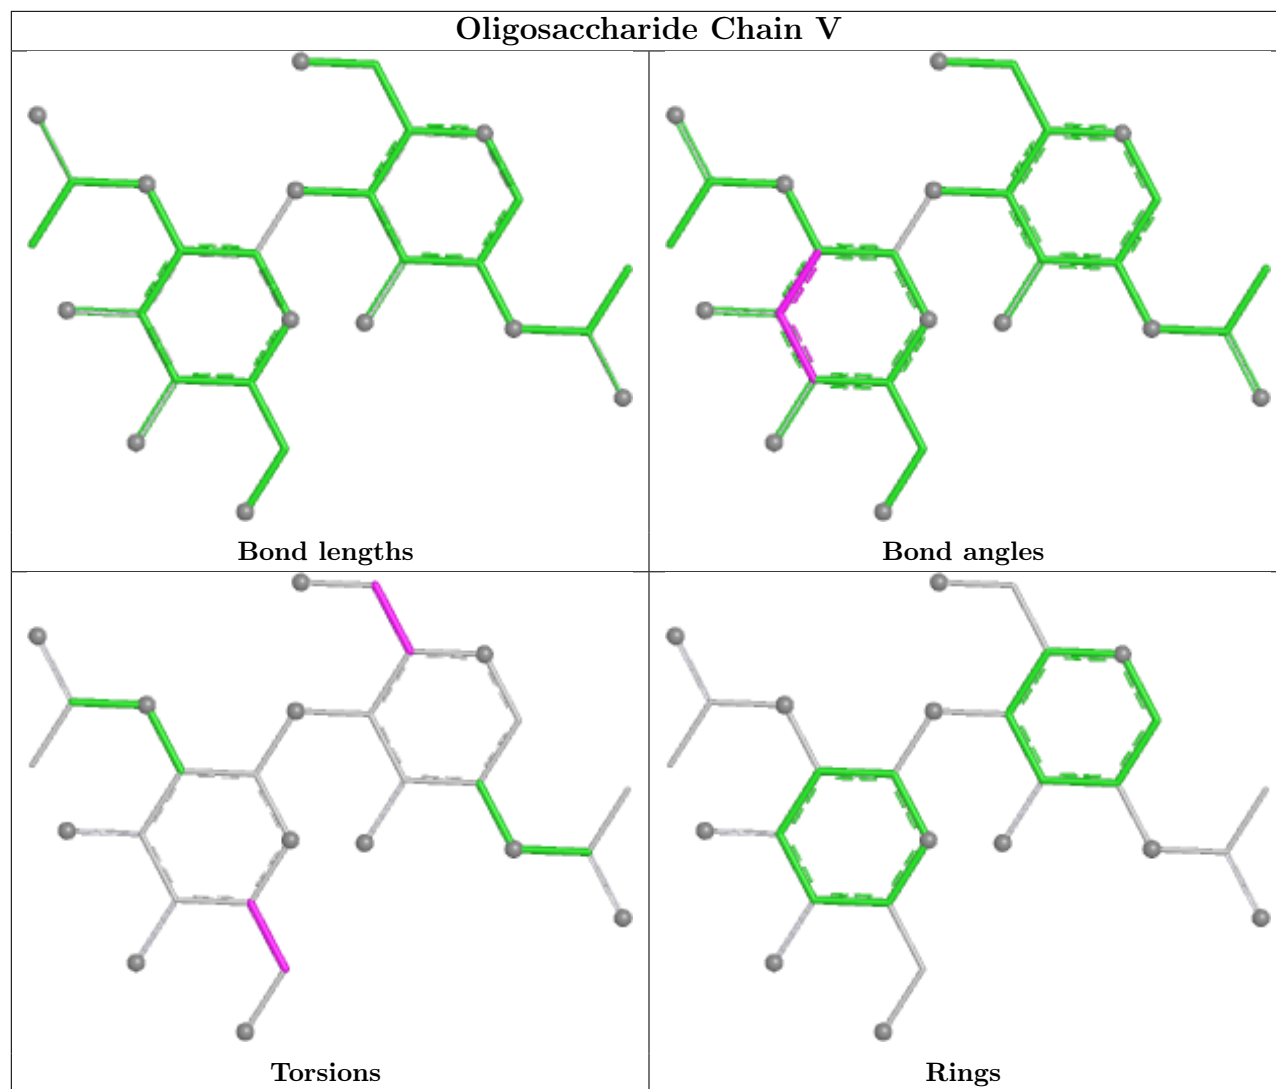 Oligosaccharide Chain V
Bond lengths
Bond angles
Torsions
Rings